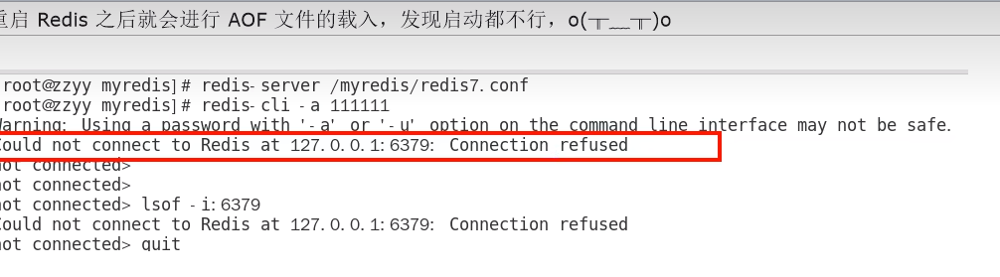 重启 Redis 之后就会进行 AOF 文件的载入，发现启动都不行，o(╥﹏╥)o
root@zzyy myredis]# redis-server /myredis/redis7.conf
root@zzyy myredis]# redis-cli -a 111111
Warning: Using a password with '-a' or '-u' option on the command line interface may not be safe.
Could not connect to Redis at 127.0.0.1:6379: Connection refused
not connected>
not connected>
not connected> lsof -i:6379
Could not connect to Redis at 127.0.0.1:6379: Connection refused
not connected> quit